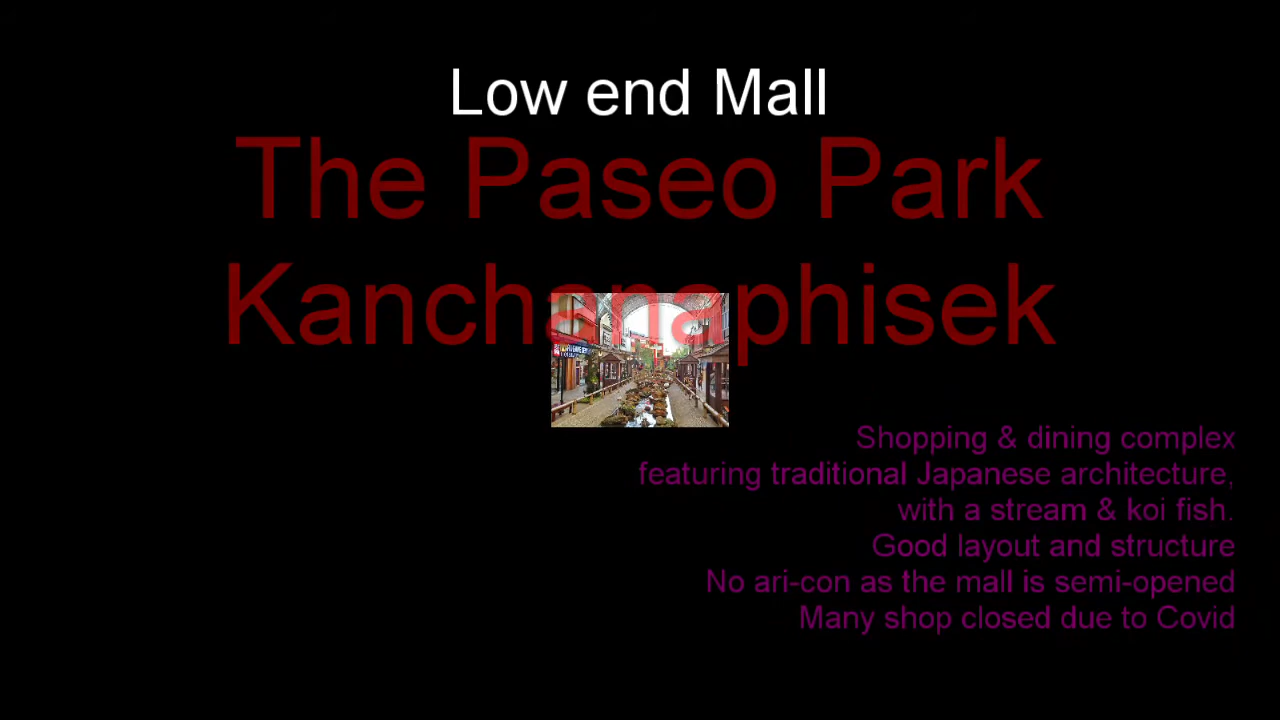 Low end Mall
The Paseo Park
Kanchanaphisek
Shopping & dining complex
featuring traditional Japanese architecture,
with a stream & koi fish.
Good layout and structure
No ari-con as the mall is semi-opened
Many shop closed due to Covid